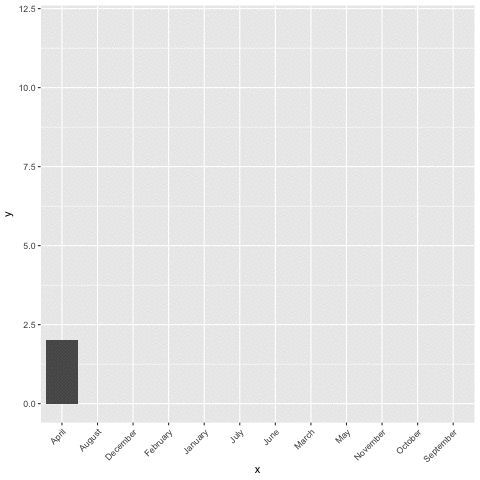 12.5
10.0
7.5
5.0
2.5
0.0
y
April
August
December
February
January
July
June
March
May
November
October
September
x